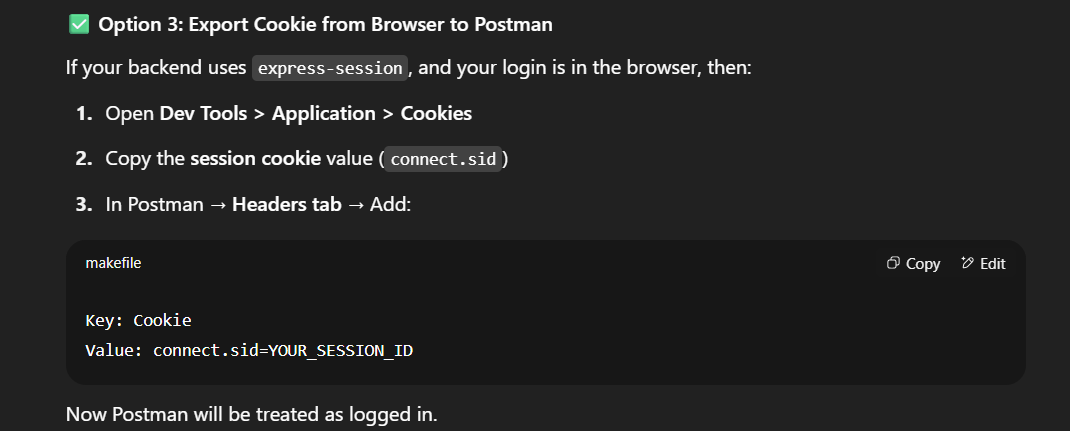 ✅ Option 3: Export Cookie from Browser to Postman
If your backend uses express-session, and your login is in the browser, then:
1. Open Dev Tools > Application > Cookies
2. Copy the session cookie value (connect.sid)
3. In Postman → Headers tab → Add:
makefile Copy Edit
Key: Cookie
Value: connect.sid=YOUR_SESSION_ID
Now Postman will be treated as logged in.